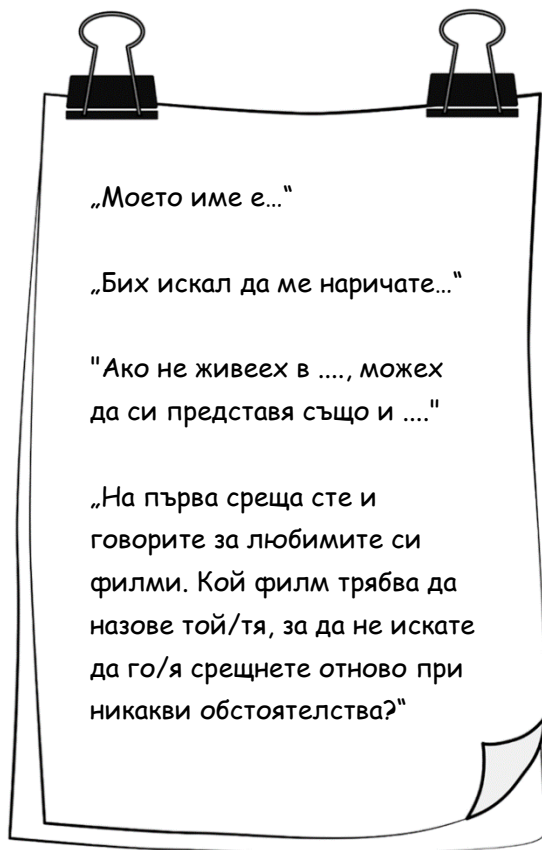 „Моето име е…“
„Бих искал да ме наричате…“
"Ако не живеех в ...., можех
да си представя също и ...."
„На първа среща сте и
говорите за любимите си
филми. Кой филм трябва да
назове той/тя, за да не искате
да го/я срещнете отново при
никакви обстоятелства?“